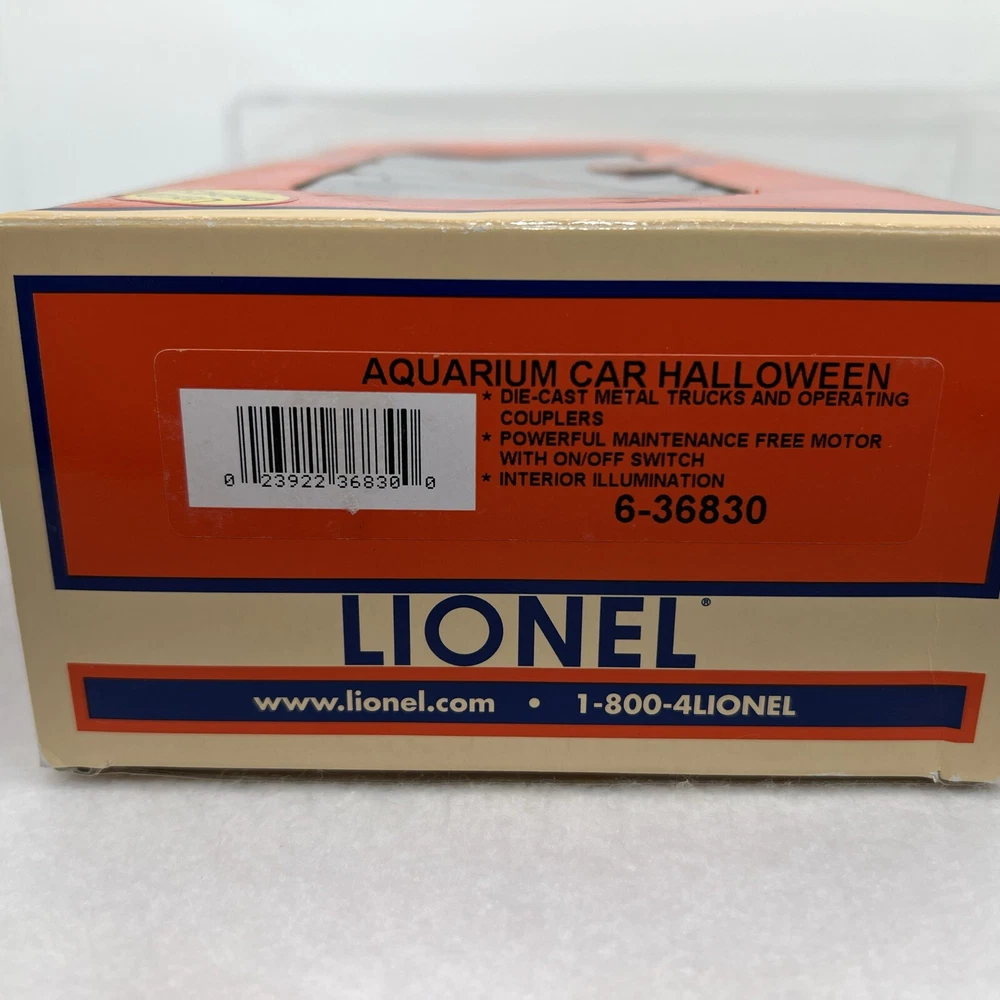 AQUARIUM CAR HALLOWEEN
* DIE-CAST METAL TRUCKS AND OPERATING
COUPLERS
* POWERFUL MAINTENANCE FREE MOTOR
WITH ON/OFF SWITCH
* INTERIOR ILLUMINATION
6-36830
0 23922 36830 0
LIONEL®
www.lionel.com • 1-800-4LIONEL